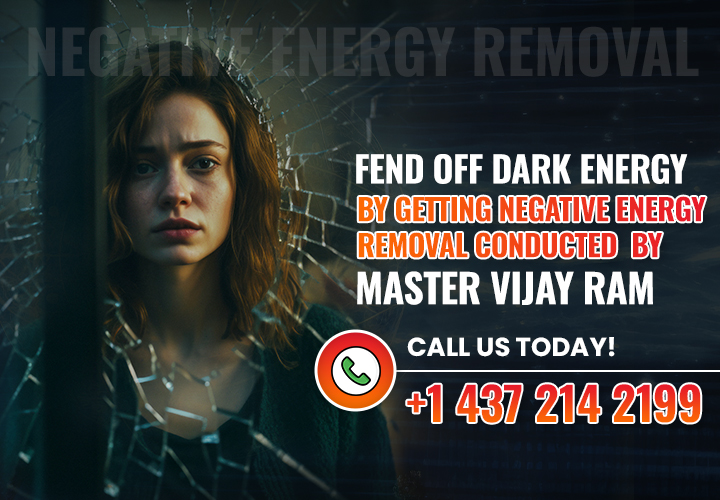 NEGATIVE ENERGY REMOVAL
FEND OFF DARK ENERGY
BY GETTING NEGATIVE ENERGY
REMOVAL CONDUCTED BY
MASTER VIJAY RAM
CALL US TODAY!
+1 437 214 2199